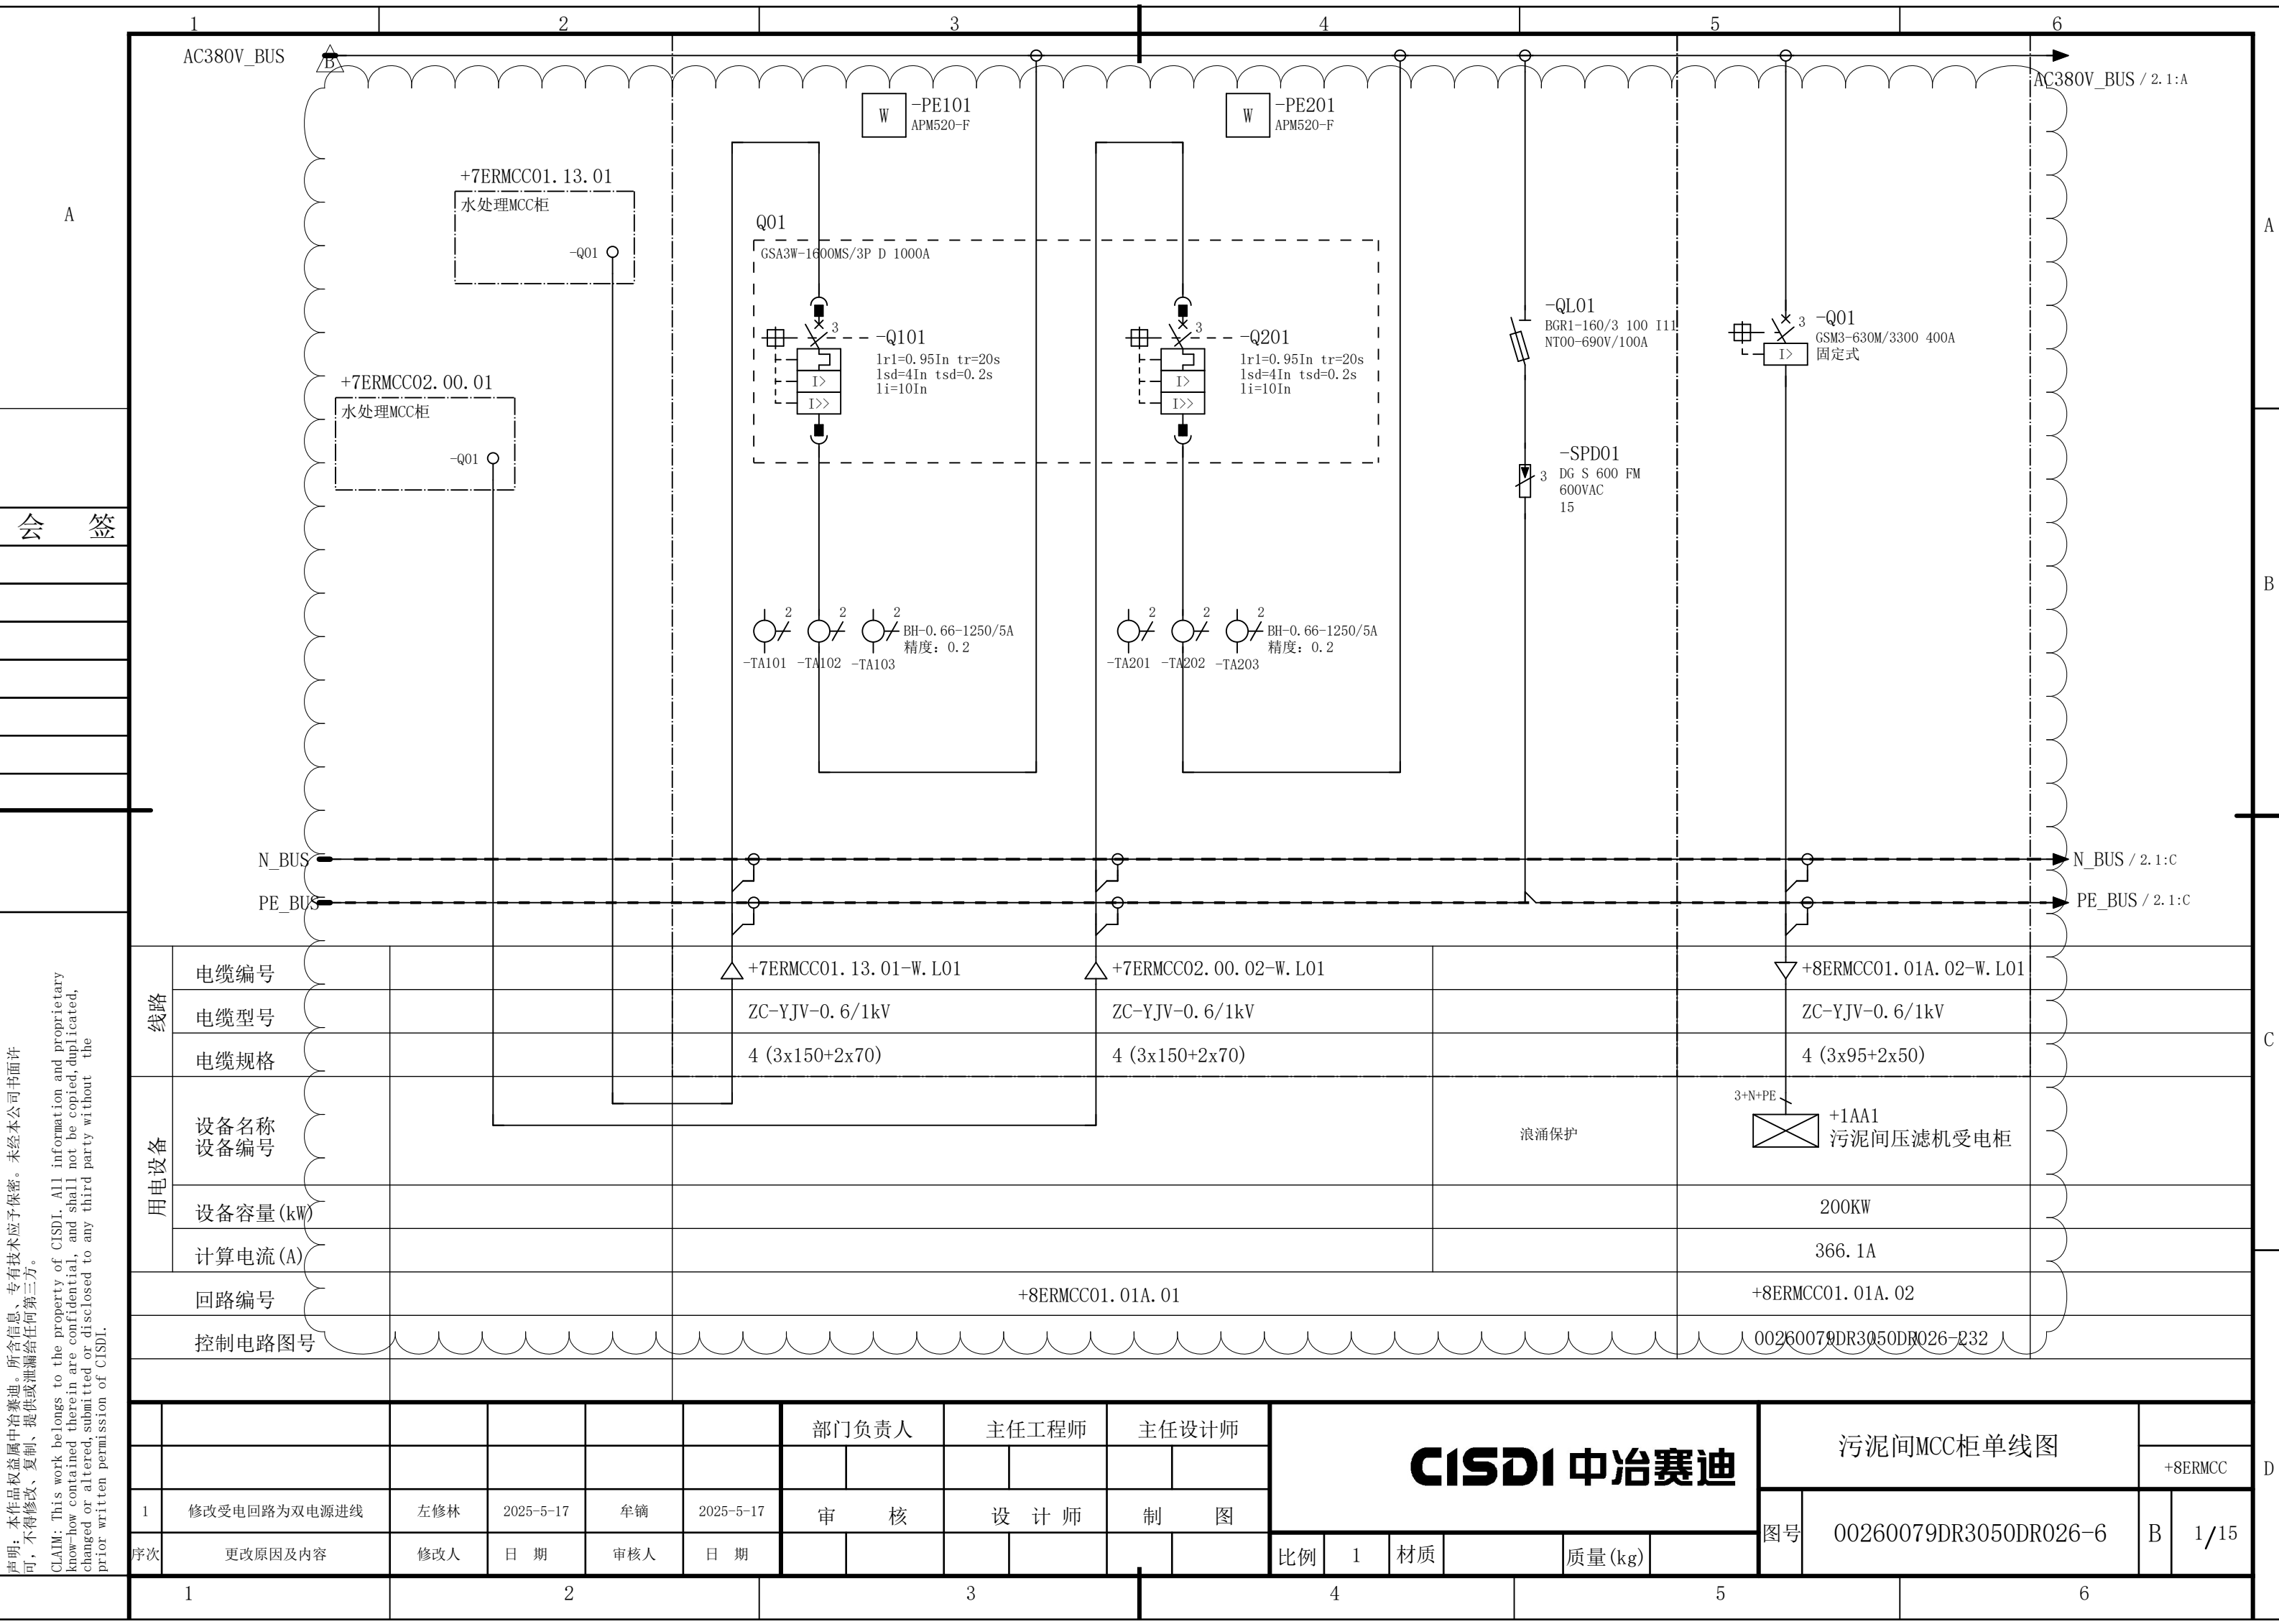 1 2 3 4 5 6
AC380V_BUS
B
AC380V_BUS / 2.1:A
W
-PE101
APM520-F
W
-PE201
APM520-F
+7ERMCC01.13.01
水处理MCC柜
-Q01
A
A
Q01
GSA3W-1600MS/3P D 1000A
3
-Q101
lr1=0.95In tr=20s
lsd=4In tsd=0.2s
li=10In
I>
I>>
3
-Q201
lr1=0.95In tr=20s
lsd=4In tsd=0.2s
li=10In
I>
I>>
-QL01
BGR1-160/3 100 I11
NT00-690V/100A
3
-Q01
GSM3-630M/3300 400A
固定式
I>
+7ERMCC02.00.01
水处理MCC柜
-Q01
-SPD01
3
DG S 600 FM
600VAC
15
会 签
B
B
2 2 2
BH-0.66-1250/5A
精度: 0.2
-TA101 -TA102 -TA103
2 2 2
BH-0.66-1250/5A
精度: 0.2
-TA201 -TA202 -TA203
N_BUS
N_BUS / 2.1:C
PE_BUS
PE_BUS / 2.1:C
线路
电缆编号
+7ERMCC01.13.01-W.L01
+7ERMCC02.00.02-W.L01
+8ERMCC01.01A.02-W.L01
电缆型号
ZC-YJV-0.6/1kV
ZC-YJV-0.6/1kV
ZC-YJV-0.6/1kV
电缆规格
4 (3x150+2x70)
4 (3x150+2x70)
4 (3x95+2x50)
C
用电设备
设备名称
设备编号
浪涌保护
3+N+PE
+1AA1
污泥间压滤机受电柜
设备容量(kW)
200KW
计算电流(A)
366.1A
回路编号
+8ERMCC01.01A.01
+8ERMCC01.01A.02
控制电路图号
00260079DR3050DR026-232
声明: 本作品权益属中冶赛迪。所含信息、专有技术应予保密。未经本公司书面许
可, 不得修改、复制、提供或泄漏给任何第三方。
CLAIM: This work belongs to the property of CISDI. All information and proprietary
know-how contained therein are confidential, and shall not be copied,duplicated,
changed or altered,submitted or disclosed to any third party without the
prior written permission of CISDI.
部门负责人 主任工程师 主任设计师
CISDI 中冶赛迪
污泥间MCC柜单线图
+8ERMCC
D
1 修改受电回路为双电源进线 左修林 2025-5-17 牟镝 2025-5-17
审 核 设 计 师 制 图
序次 更改原因及内容 修改人 日 期 审核人 日 期
比例 1 材质 质量(kg)
图号 00260079DR3050DR026-6 B 1/15
1 2 3 4 5 6